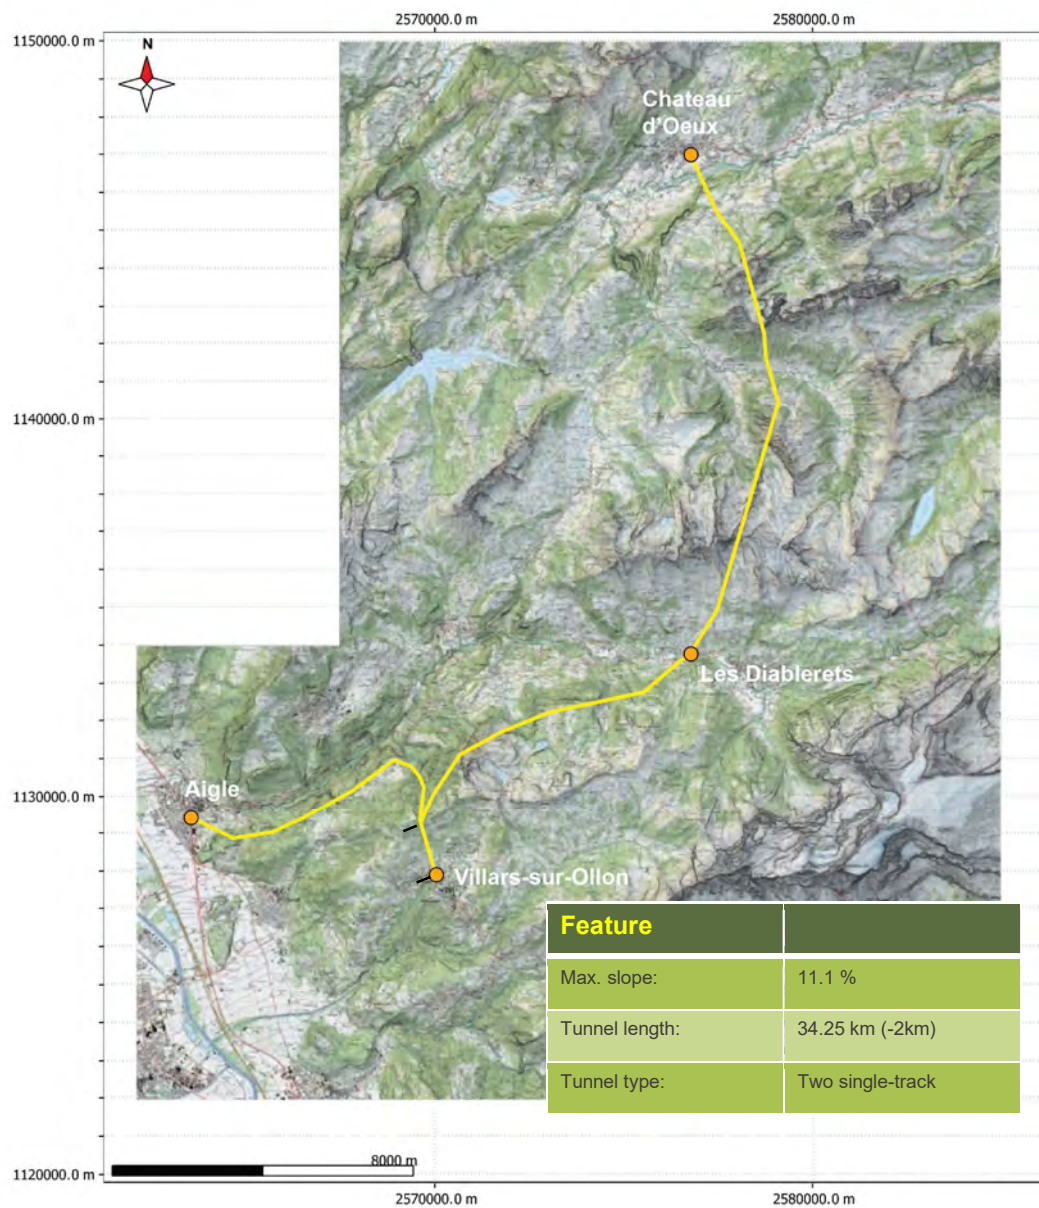 2570000.0 m 2580000.0 m
1150000.0 m
N
Chateau
d'Oeux
1140000.0 m
Les Diablerets
1130000.0 m
Aigle
Villars-sur-Ollon
Feature
Max. slope: 11.1 %
Tunnel length: 34.25 km (-2km)
Tunnel type: Two single-track
8000 m
1120000.0 m
2570000.0 m 2580000.0 m